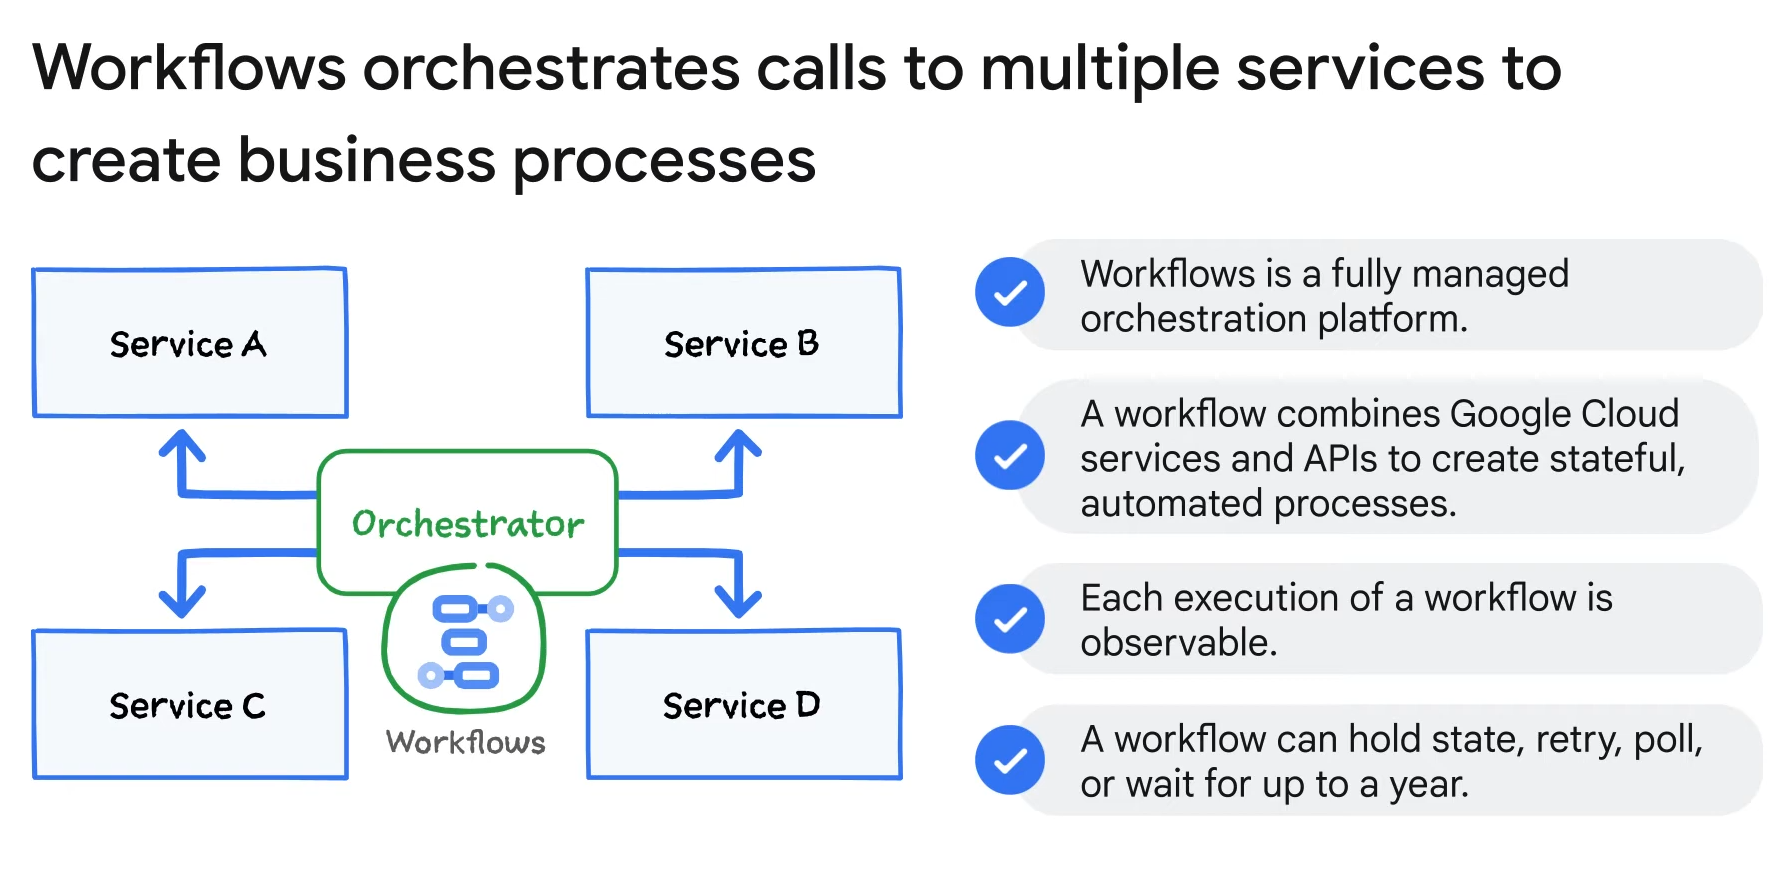 Workflows orchestrates calls to multiple services to
create business processes
Service A
Service B
Orchestrator
Service C
Service D
Workflows
Workflows is a fully managed
orchestration platform.
A workflow combines Google Cloud
services and APIs to create stateful,
automated processes.
Each execution of a workflow is
observable.
A workflow can hold state, retry, poll,
or wait for up to a year.